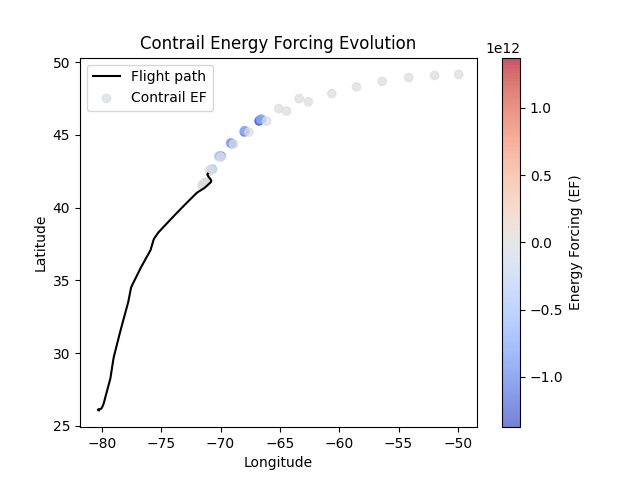 Contrail Energy Forcing Evolution
1e12
Flight path
Contrail EF
50
45
40
35
30
25
Latitude
−80
−75
−70
−65
−60
−55
−50
Longitude
1.0
0.5
0.0
−0.5
−1.0
Energy Forcing (EF)